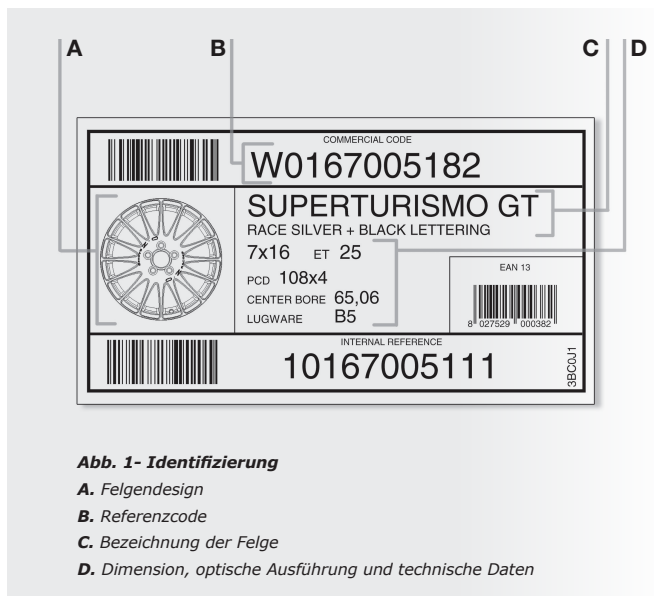 A B C D
COMMERCIAL CODE
W0167005182
SUPERTURISMO GT
RACE SILVER + BLACK LETTERING
7x16 ET 25
PCD 108x4
CENTER BORE 65,06
LUGWARE B5
EAN 13
8 027529 000382
INTERNAL REFERENCE
10167005111
3BC0J1
Abb. 1- Identifizierung
A. Felgendesign
B. Referenzcode
C. Bezeichnung der Felge
D. Dimension, optische Ausführung und technische Daten